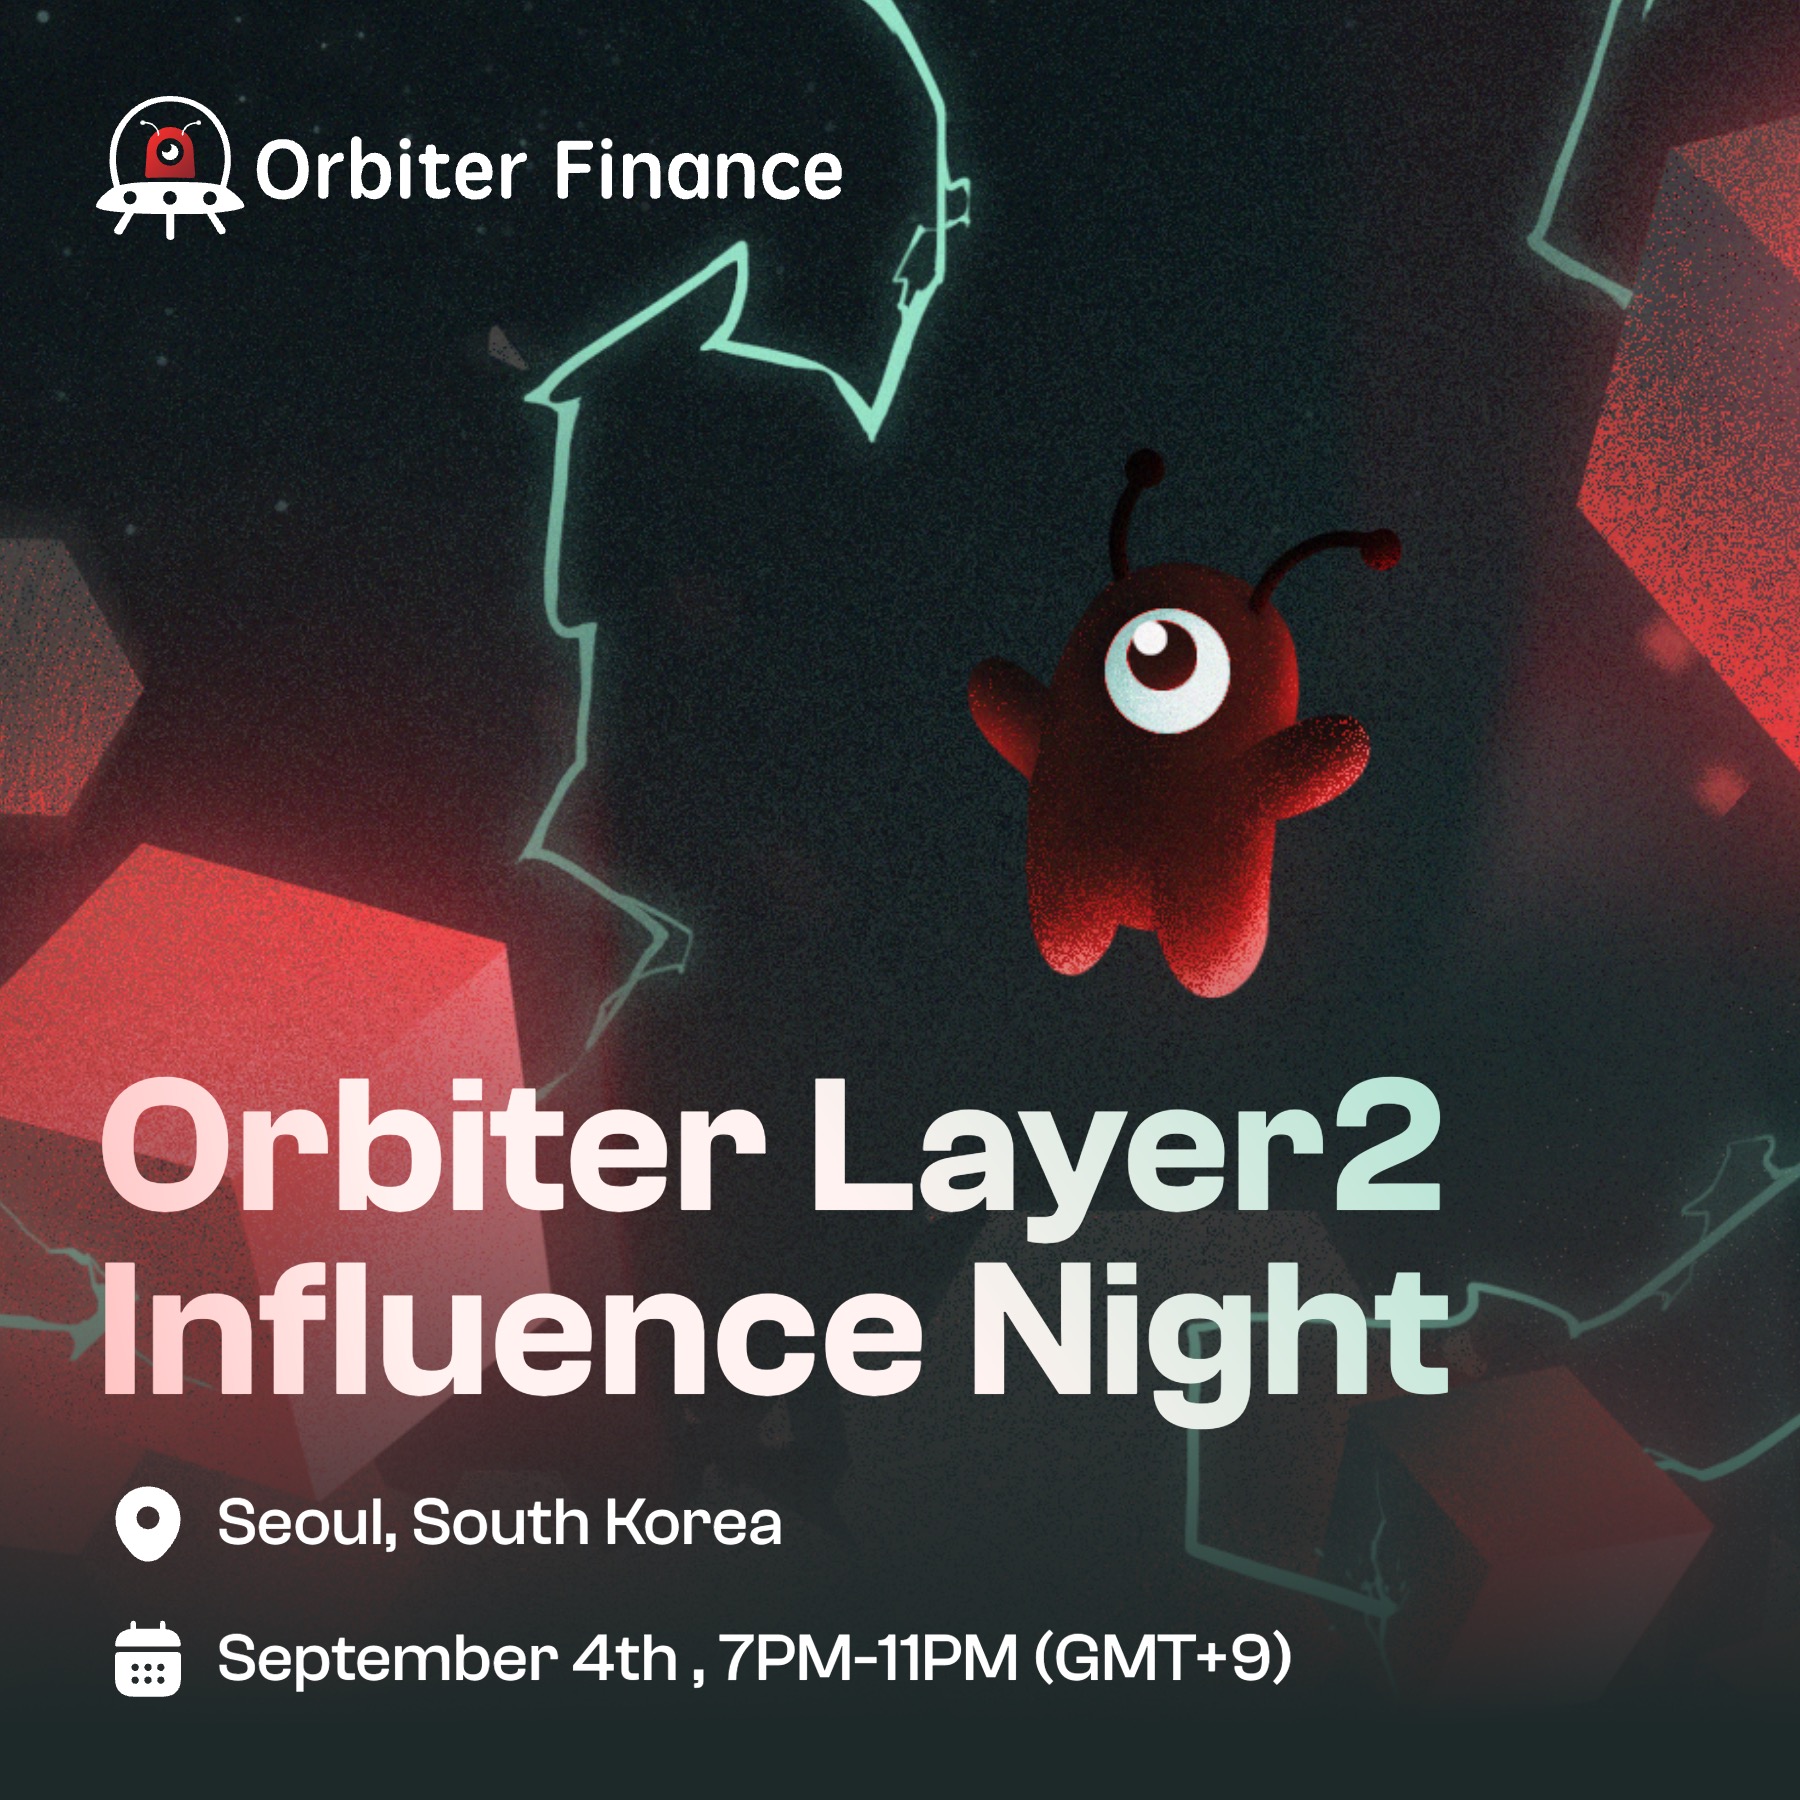 Orbiter Finance
Orbiter Layer2
Influence Night
Seoul, South Korea
September 4th , 7PM-11PM (GMT+9)